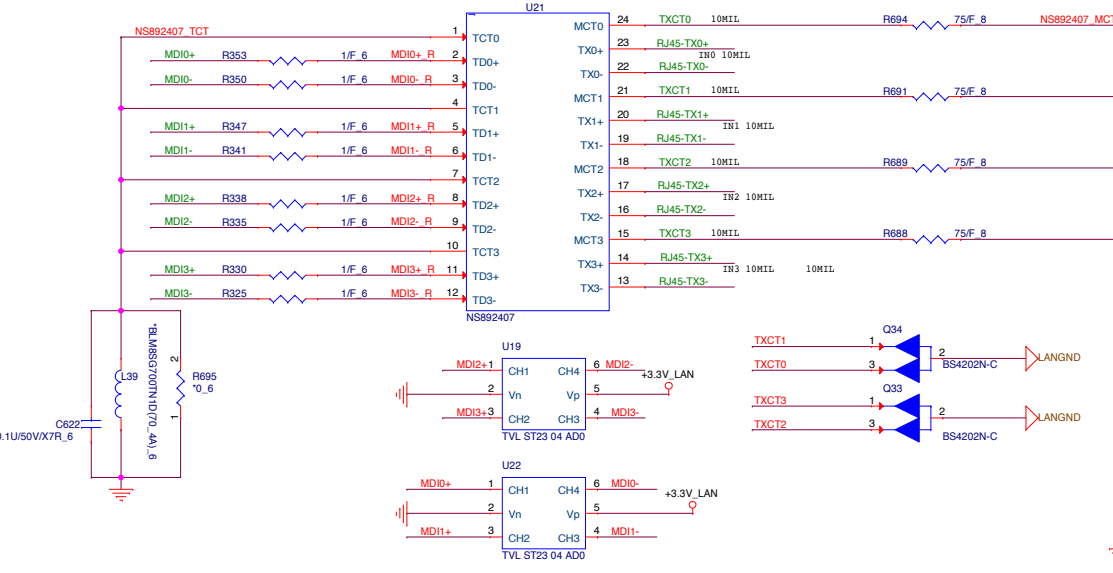 U21
NS892407_TCT 1 TCT0 MCT0 24 TXCT0 10MIL R694 75/F_8 NS892407_MCT
MDI0+ R353 1/F_6 MDI0+_R 2 TD0+ TX0+ 23 RJ45-TX0+
IN0 10MIL
MDI0- R350 1/F_6 MDI0-_R 3 TD0- TX0- 22 RJ45-TX0-
4 TCT1 MCT1 21 TXCT1 10MIL R691 75/F_8
MDI1+ R347 1/F_6 MDI1+_R 5 TD1+ TX1+ 20 RJ45-TX1+
IN1 10MIL
MDI1- R341 1/F_6 MDI1-_R 6 TD1- TX1- 19 RJ45-TX1-
7 TCT2 MCT2 18 TXCT2 10MIL R689 75/F_8
MDI2+ R338 1/F_6 MDI2+_R 8 TD2+ TX2+ 17 RJ45-TX2+
IN2 10MIL
MDI2- R335 1/F_6 MDI2-_R 9 TD2- TX2- 16 RJ45-TX2-
10 TCT3 MCT3 15 TXCT3 10MIL R688 75/F_8
MDI3+ R330 1/F_6 MDI3+_R 11 TD3+ TX3+ 14 RJ45-TX3+
IN3 10MIL 10MIL
MDI3- R325 1/F_6 MDI3-_R 12 TD3- TX3- 13 RJ45-TX3-
NS892407
*BLM8SG700TN1D(70_4A)_6
L39
2
R695
*0_6
1
C622
0.1U/50V/X7R_6
U19
MDI2+ 1 CH1 CH4 6 MDI2-
2 Vn Vp 5 +3.3V_LAN
MDI3+ 3 CH2 CH3 4 MDI3-
TVL ST23 04 AD0
U22
MDI0+ 1 CH1 CH4 6 MDI0-
2 Vn Vp 5 +3.3V_LAN
MDI1+ 3 CH2 CH3 4 MDI1-
TVL ST23 04 AD0
Q34
TXCT1 1
2 LANGND
TXCT0 3 BS4202N-C
Q33
TXCT3 1
2 LANGND
TXCT2 3 BS4202N-C